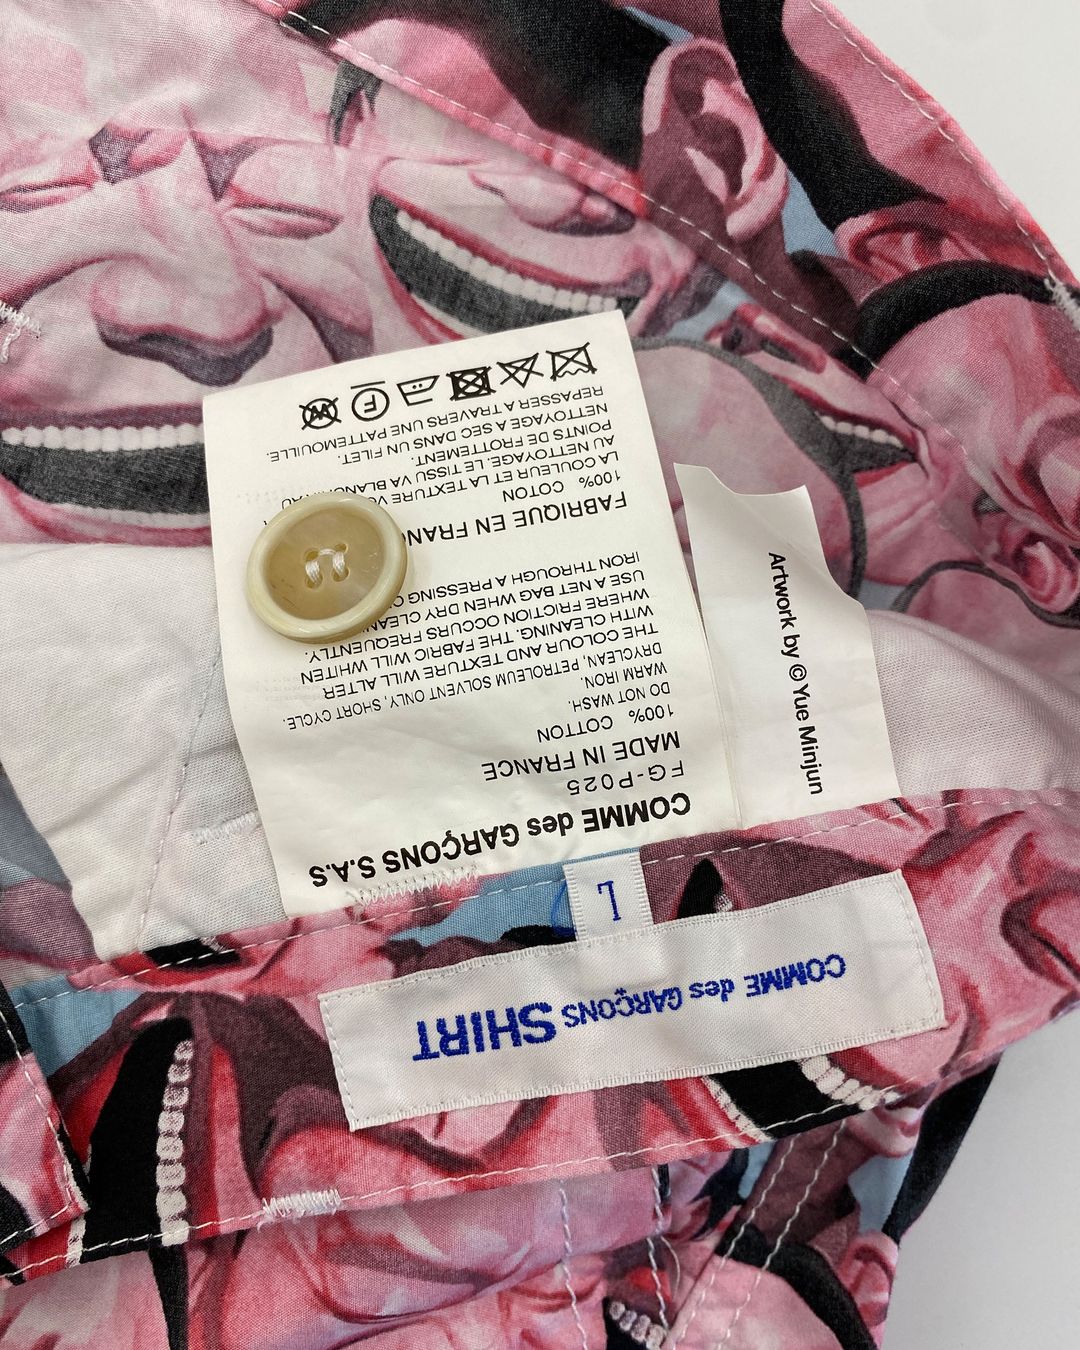 COMME des GARÇONS SHIRT
L
COMME des GARÇONS S.A.S
FG-P025
MADE IN FRANCE
100% COTTON
DO NOT WASH.
WARM IRON.
DRYCLEAN, PETROLEUM SOLVENT ONLY, SHORT CYCLE.
THE COLOUR AND TEXTURE WILL ALTER
WITH CLEANING. THE FABRIC WILL WHITEN
WHERE FRICTION OCCURS FREQUENTLY.
USE A NET BAG WHEN DRY
IRON THROUGH A PRESSING
FABRIQUE EN
100% COTON
LA COULEUR ET LA TEXTURE
AU NETTOYAGE. LE TISSU VA
POINTS DE FROTTEMENT.
NETTOYAGE A SEC DANS UN FILET.
REPASSER A TRAVERS UNE PATTEMOUILLE.
W F
Artwork by © Yue Minjun